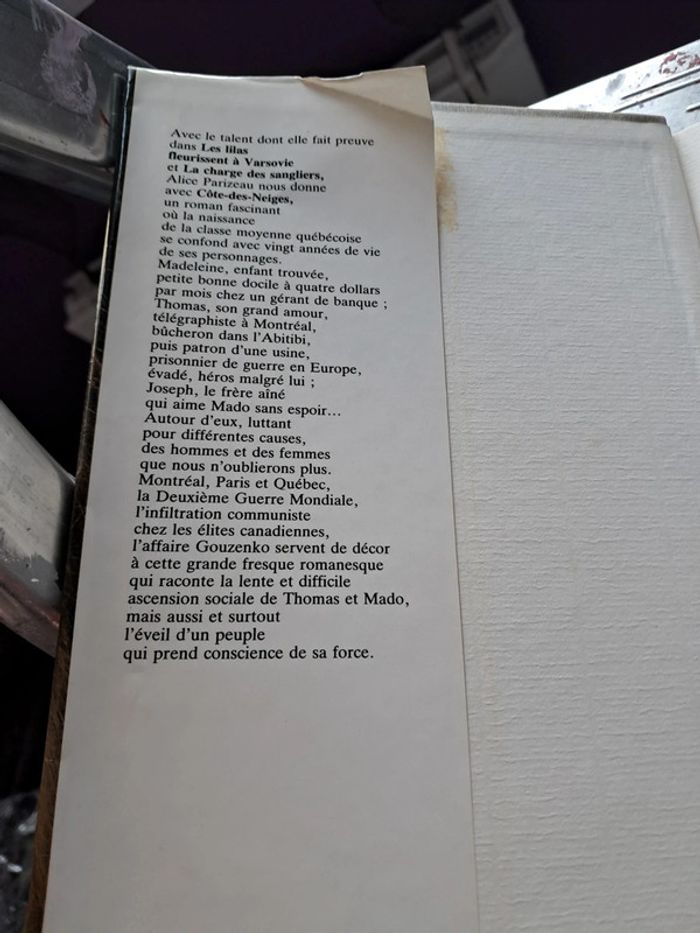 Avec le talent dont elle fait preuve
dans Les lilas
fleurissent à Varsovie
et La charge des sangliers,
Alice Parizeau nous donne
avec Côte-des-Neiges,
un roman fascinant
où la naissance
de la classe moyenne québécoise
se confond avec vingt années de vie
de ses personnages.
Madeleine, enfant trouvée,
petite bonne docile à quatre dollars
par mois chez un gérant de banque ;
Thomas, son grand amour,
télégraphiste à Montréal,
bûcheron dans l'Abitibi,
puis patron d'une usine,
prisonnier de guerre en Europe,
évadé, héros malgré lui ;
Joseph, le frère aîné
qui aime Mado sans espoir...
Autour d'eux, luttant
pour différentes causes,
des hommes et des femmes
que nous n'oublierons plus.
Montréal, Paris et Québec,
la Deuxième Guerre Mondiale,
l'infiltration communiste
chez les élites canadiennes,
l'affaire Gouzenko servent de décor
à cette grande fresque romanesque
qui raconte la lente et difficile
ascension sociale de Thomas et Mado,
mais aussi et surtout
l'éveil d'un peuple
qui prend conscience de sa force.